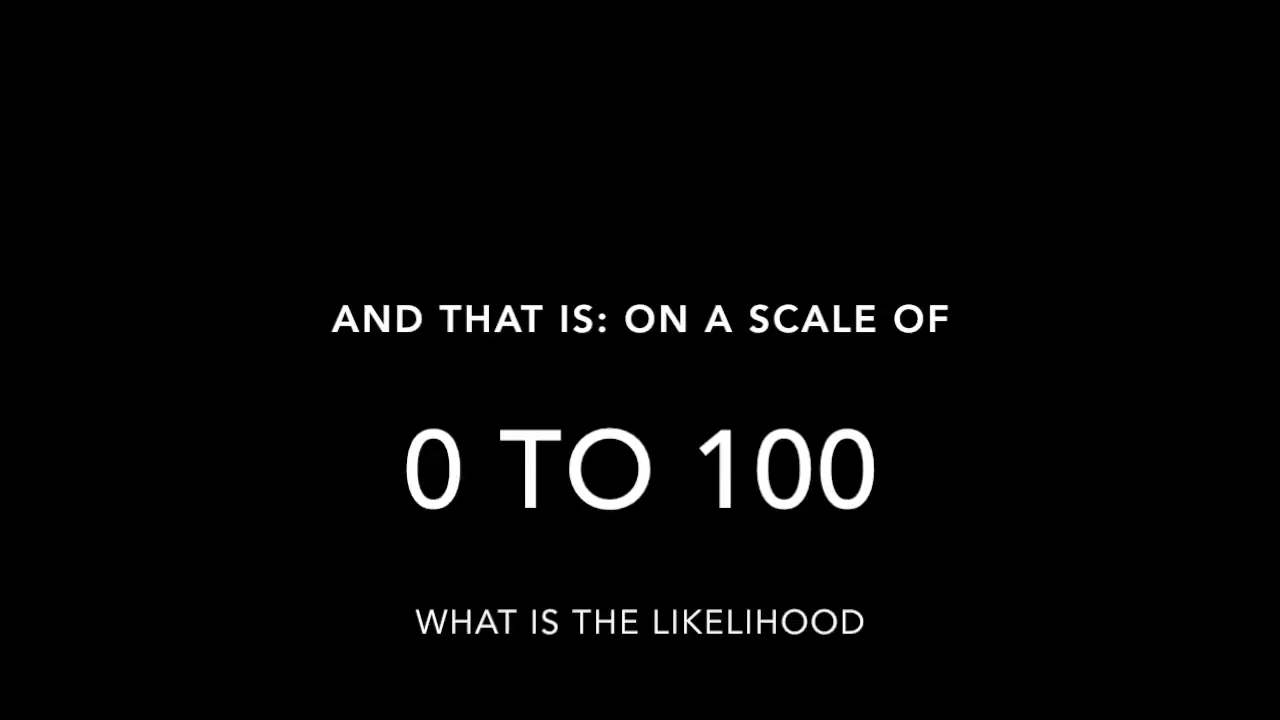 AND THAT IS: ON A SCALE OF
0 TO 100
WHAT IS THE LIKELIHOOD